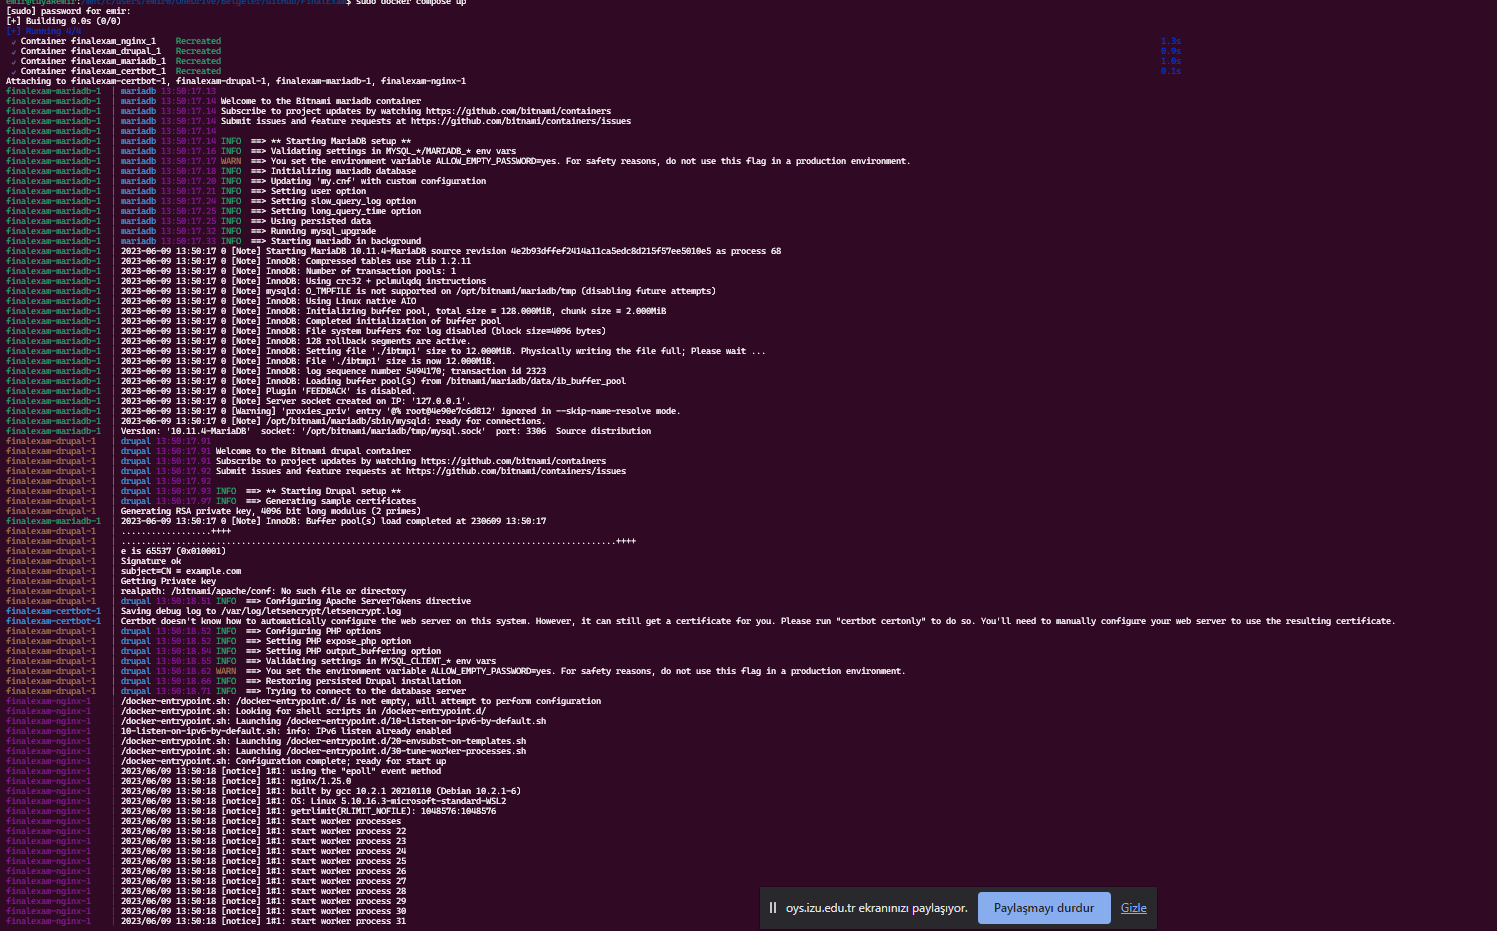 emir@tuyakemir:/mnt/c/Users/emiro/OneDrive/Belgeler/GitHub/FinalExam$ sudo docker compose up
[sudo] password for emir:
[+] Building 0.0s (0/0)
[+] Running 4/4
✔ Container finalexam_nginx_1 Recreated 1.3s
✔ Container finalexam_drupal_1 Recreated 0.9s
✔ Container finalexam_mariadb_1 Recreated 1.0s
✔ Container finalexam_certbot_1 Recreated 0.1s
Attaching to finalexam-certbot-1, finalexam-drupal-1, finalexam-mariadb-1, finalexam-nginx-1
finalexam-mariadb-1 | mariadb 13:50:17.13
finalexam-mariadb-1 | mariadb 13:50:17.14 Welcome to the Bitnami mariadb container
finalexam-mariadb-1 | mariadb 13:50:17.14 Subscribe to project updates by watching https://github.com/bitnami/containers
finalexam-mariadb-1 | mariadb 13:50:17.14 Submit issues and feature requests at https://github.com/bitnami/containers/issues
finalexam-mariadb-1 | mariadb 13:50:17.14
finalexam-mariadb-1 | mariadb 13:50:17.14 INFO ==> ** Starting MariaDB setup **
finalexam-mariadb-1 | mariadb 13:50:17.16 INFO ==> Validating settings in MYSQL_*/MARIADB_* env vars
finalexam-mariadb-1 | mariadb 13:50:17.17 WARN ==> You set the environment variable ALLOW_EMPTY_PASSWORD=yes. For safety reasons, do not use this flag in a production environment.
finalexam-mariadb-1 | mariadb 13:50:17.18 INFO ==> Initializing mariadb database
finalexam-mariadb-1 | mariadb 13:50:17.20 INFO ==> Updating 'my.cnf' with custom configuration
finalexam-mariadb-1 | mariadb 13:50:17.21 INFO ==> Setting user option
finalexam-mariadb-1 | mariadb 13:50:17.24 INFO ==> Setting slow_query_log option
finalexam-mariadb-1 | mariadb 13:50:17.25 INFO ==> Setting long_query_time option
finalexam-mariadb-1 | mariadb 13:50:17.25 INFO ==> Using persisted data
finalexam-mariadb-1 | mariadb 13:50:17.32 INFO ==> Running mysql_upgrade
finalexam-mariadb-1 | mariadb 13:50:17.33 INFO ==> Starting mariadb in background
finalexam-mariadb-1 | 2023-06-09 13:50:17 0 [Note] Starting MariaDB 10.11.4-MariaDB source revision 4e2b93dffef2414a11ca5edc8d215f57ee5010e5 as process 68
finalexam-mariadb-1 | 2023-06-09 13:50:17 0 [Note] InnoDB: Compressed tables use zlib 1.2.11
finalexam-mariadb-1 | 2023-06-09 13:50:17 0 [Note] InnoDB: Number of transaction pools: 1
finalexam-mariadb-1 | 2023-06-09 13:50:17 0 [Note] InnoDB: Using crc32 + pclmulqdq instructions
finalexam-mariadb-1 | 2023-06-09 13:50:17 0 [Note] mysqld: O_TMPFILE is not supported on /opt/bitnami/mariadb/tmp (disabling future attempts)
finalexam-mariadb-1 | 2023-06-09 13:50:17 0 [Note] InnoDB: Using Linux native AIO
finalexam-mariadb-1 | 2023-06-09 13:50:17 0 [Note] InnoDB: Initializing buffer pool, total size = 128.000MiB, chunk size = 2.000MiB
finalexam-mariadb-1 | 2023-06-09 13:50:17 0 [Note] InnoDB: Completed initialization of buffer pool
finalexam-mariadb-1 | 2023-06-09 13:50:17 0 [Note] InnoDB: File system buffers for log disabled (block size=4096 bytes)
finalexam-mariadb-1 | 2023-06-09 13:50:17 0 [Note] InnoDB: 128 rollback segments are active.
finalexam-mariadb-1 | 2023-06-09 13:50:17 0 [Note] InnoDB: Setting file './ibtmp1' size to 12.000MiB. Physically writing the file full; Please wait ...
finalexam-mariadb-1 | 2023-06-09 13:50:17 0 [Note] InnoDB: File './ibtmp1' size is now 12.000MiB.
finalexam-mariadb-1 | 2023-06-09 13:50:17 0 [Note] InnoDB: log sequence number 5494170; transaction id 2323
finalexam-mariadb-1 | 2023-06-09 13:50:17 0 [Note] InnoDB: Loading buffer pool(s) from /bitnami/mariadb/data/ib_buffer_pool
finalexam-mariadb-1 | 2023-06-09 13:50:17 0 [Note] Plugin 'FEEDBACK' is disabled.
finalexam-mariadb-1 | 2023-06-09 13:50:17 0 [Note] Server socket created on IP: '127.0.0.1'.
finalexam-mariadb-1 | 2023-06-09 13:50:17 0 [Warning] 'proxies_priv' entry '@% root@4e90e7c6d812' ignored in --skip-name-resolve mode.
finalexam-mariadb-1 | 2023-06-09 13:50:17 0 [Note] /opt/bitnami/mariadb/sbin/mysqld: ready for connections.
finalexam-mariadb-1 | Version: '10.11.4-MariaDB' socket: '/opt/bitnami/mariadb/tmp/mysql.sock' port: 3306 Source distribution
finalexam-drupal-1 | drupal 13:50:17.91
finalexam-drupal-1 | drupal 13:50:17.91 Welcome to the Bitnami drupal container
finalexam-drupal-1 | drupal 13:50:17.91 Subscribe to project updates by watching https://github.com/bitnami/containers
finalexam-drupal-1 | drupal 13:50:17.92 Submit issues and feature requests at https://github.com/bitnami/containers/issues
finalexam-drupal-1 | drupal 13:50:17.92
finalexam-drupal-1 | drupal 13:50:17.93 INFO ==> ** Starting Drupal setup **
finalexam-drupal-1 | drupal 13:50:17.97 INFO ==> Generating sample certificates
finalexam-drupal-1 | Generating RSA private key, 4096 bit long modulus (2 primes)
finalexam-mariadb-1 | 2023-06-09 13:50:17 0 [Note] InnoDB: Buffer pool(s) load completed at 230609 13:50:17
finalexam-drupal-1 | ..................++++
finalexam-drupal-1 | ...................................................................................................++++
finalexam-drupal-1 | e is 65537 (0x010001)
finalexam-drupal-1 | Signature ok
finalexam-drupal-1 | subject=CN = example.com
finalexam-drupal-1 | Getting Private key
finalexam-drupal-1 | realpath: /bitnami/apache/conf: No such file or directory
finalexam-drupal-1 | drupal 13:50:18.51 INFO ==> Configuring Apache ServerTokens directive
finalexam-certbot-1 | Saving debug log to /var/log/letsencrypt/letsencrypt.log
finalexam-certbot-1 | Certbot doesn't know how to automatically configure the web server on this system. However, it can still get a certificate for you. Please run "certbot certonly" to do so. You'll need to manually configure your web server to use the resulting certificate.
finalexam-drupal-1 | drupal 13:50:18.52 INFO ==> Configuring PHP options
finalexam-drupal-1 | drupal 13:50:18.52 INFO ==> Setting PHP expose_php option
finalexam-drupal-1 | drupal 13:50:18.54 INFO ==> Setting PHP output_buffering option
finalexam-drupal-1 | drupal 13:50:18.55 INFO ==> Validating settings in MYSQL_CLIENT_* env vars
finalexam-drupal-1 | drupal 13:50:18.62 WARN ==> You set the environment variable ALLOW_EMPTY_PASSWORD=yes. For safety reasons, do not use this flag in a production environment.
finalexam-drupal-1 | drupal 13:50:18.66 INFO ==> Restoring persisted Drupal installation
finalexam-drupal-1 | drupal 13:50:18.71 INFO ==> Trying to connect to the database server
finalexam-nginx-1 | /docker-entrypoint.sh: /docker-entrypoint.d/ is not empty, will attempt to perform configuration
finalexam-nginx-1 | /docker-entrypoint.sh: Looking for shell scripts in /docker-entrypoint.d/
finalexam-nginx-1 | /docker-entrypoint.sh: Launching /docker-entrypoint.d/10-listen-on-ipv6-by-default.sh
finalexam-nginx-1 | 10-listen-on-ipv6-by-default.sh: info: IPv6 listen already enabled
finalexam-nginx-1 | /docker-entrypoint.sh: Launching /docker-entrypoint.d/20-envsubst-on-templates.sh
finalexam-nginx-1 | /docker-entrypoint.sh: Launching /docker-entrypoint.d/30-tune-worker-processes.sh
finalexam-nginx-1 | /docker-entrypoint.sh: Configuration complete; ready for start up
finalexam-nginx-1 | 2023/06/09 13:50:18 [notice] 1#1: using the "epoll" event method
finalexam-nginx-1 | 2023/06/09 13:50:18 [notice] 1#1: nginx/1.25.0
finalexam-nginx-1 | 2023/06/09 13:50:18 [notice] 1#1: built by gcc 10.2.1 20210110 (Debian 10.2.1-6)
finalexam-nginx-1 | 2023/06/09 13:50:18 [notice] 1#1: OS: Linux 5.10.16.3-microsoft-standard-WSL2
finalexam-nginx-1 | 2023/06/09 13:50:18 [notice] 1#1: getrlimit(RLIMIT_NOFILE): 1048576:1048576
finalexam-nginx-1 | 2023/06/09 13:50:18 [notice] 1#1: start worker processes
finalexam-nginx-1 | 2023/06/09 13:50:18 [notice] 1#1: start worker process 22
finalexam-nginx-1 | 2023/06/09 13:50:18 [notice] 1#1: start worker process 23
finalexam-nginx-1 | 2023/06/09 13:50:18 [notice] 1#1: start worker process 24
finalexam-nginx-1 | 2023/06/09 13:50:18 [notice] 1#1: start worker process 25
finalexam-nginx-1 | 2023/06/09 13:50:18 [notice] 1#1: start worker process 26
finalexam-nginx-1 | 2023/06/09 13:50:18 [notice] 1#1: start worker process 27
finalexam-nginx-1 | 2023/06/09 13:50:18 [notice] 1#1: start worker process 28
finalexam-nginx-1 | 2023/06/09 13:50:18 [notice] 1#1: start worker process 29
finalexam-nginx-1 | 2023/06/09 13:50:18 [notice] 1#1: start worker process 30
finalexam-nginx-1 | 2023/06/09 13:50:18 [notice] 1#1: start worker process 31
oys.izu.edu.tr ekranınızı paylaşıyor. Paylaşmayı durdur Gizle